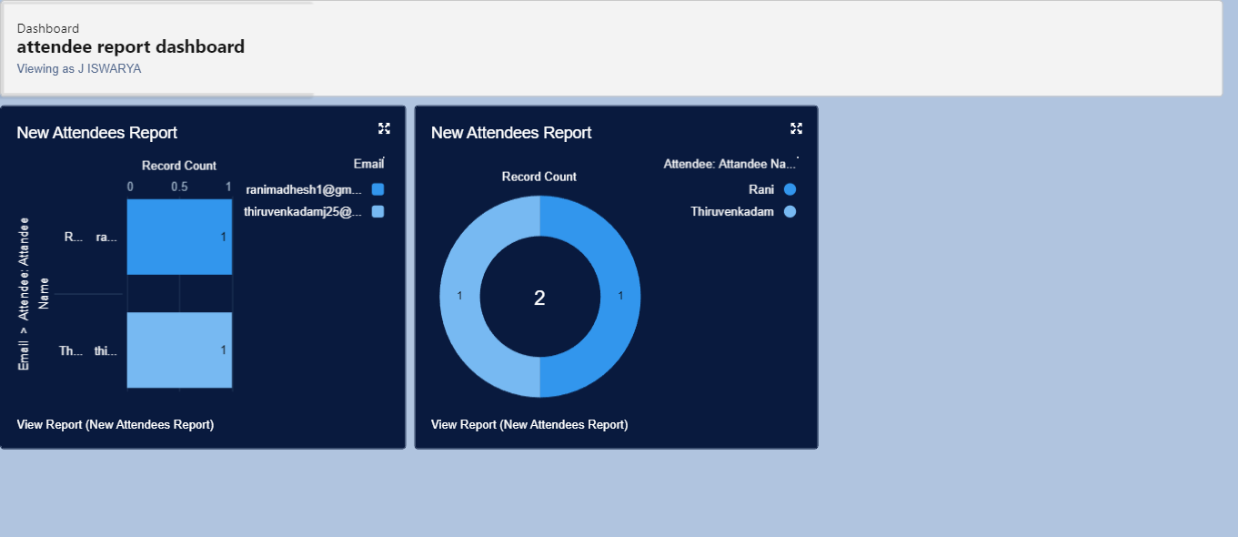 Dashboard
attendee report dashboard
Viewing as J ISWARYA
New Attendees Report
Record Count
0 0.5 1
Email > Attendee: Attandee Name
R... ra... 1
Th... thi... 1
Email
ranimadhesh1@gm...
thiruvenkadamj25@...
View Report (New Attendees Report)
New Attendees Report
Record Count
1 2 1
Attendee: Attandee Na...
Rani
Thiruvenkadam
View Report (New Attendees Report)